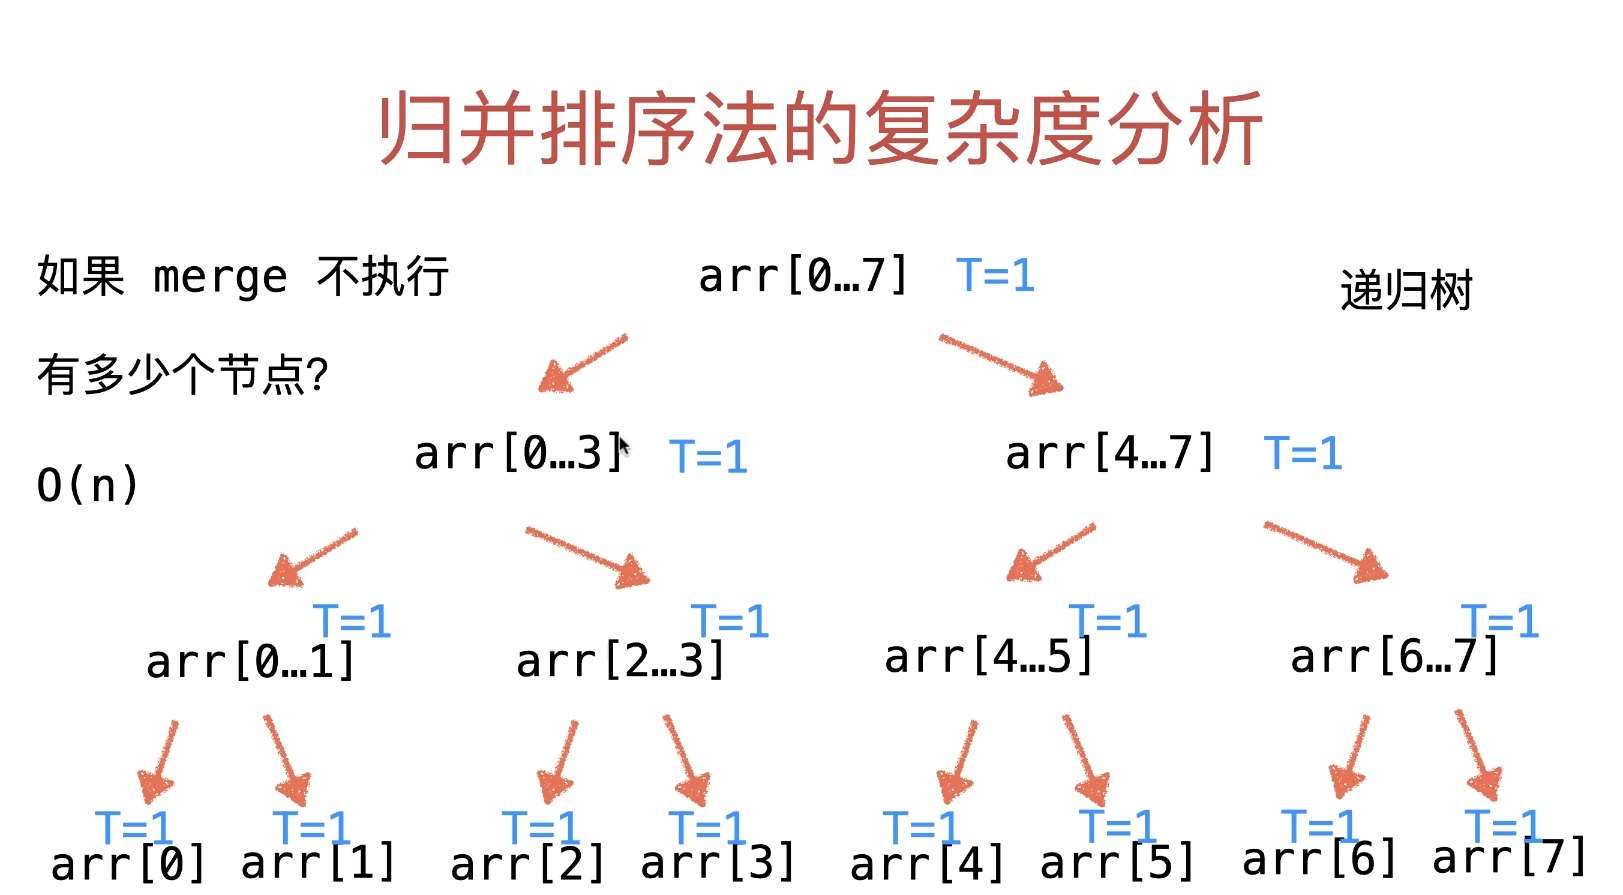 归并排序法的复杂度分析
如果 merge 不执行
arr[0…7] T=1
递归树
有多少个节点?
arr[0…3] T=1
arr[4…7] T=1
O(n)
T=1 T=1 T=1 T=1
arr[0…1] arr[2…3] arr[4…5] arr[6…7]
T=1 T=1 T=1 T=1 T=1 T=1 T=1 T=1
arr[0] arr[1] arr[2] arr[3] arr[4] arr[5] arr[6] arr[7]